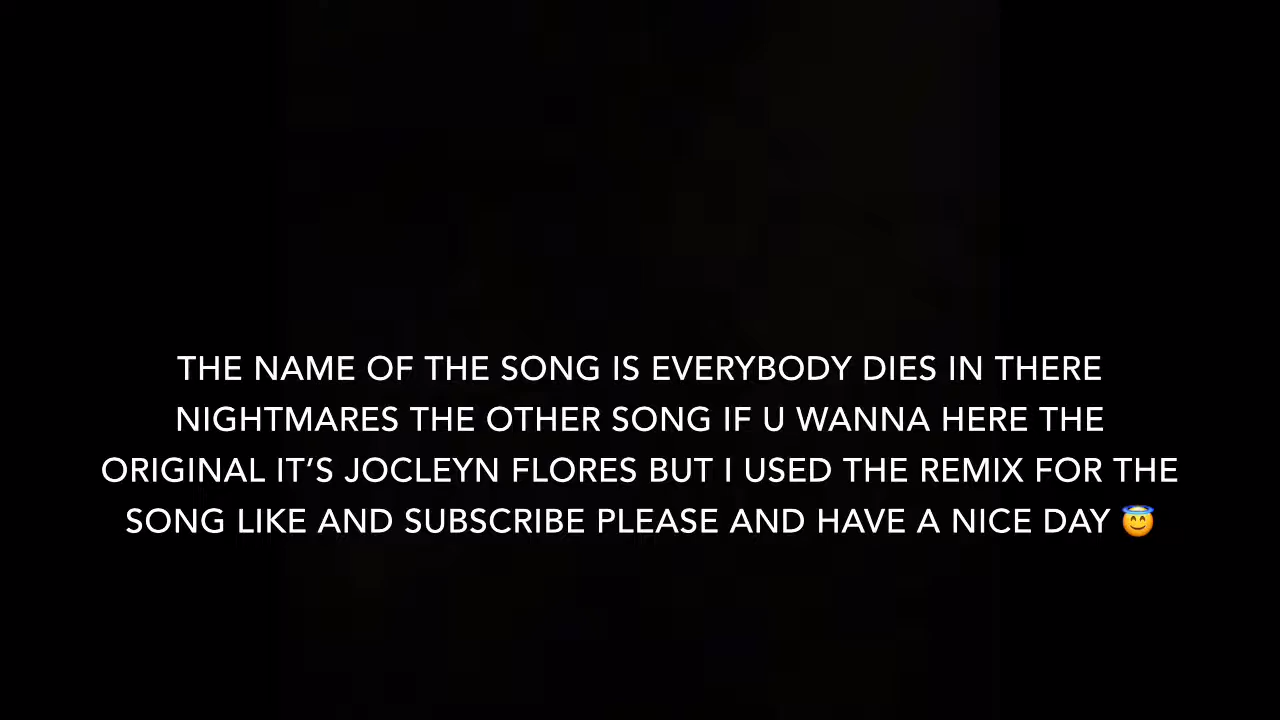 THE NAME OF THE SONG IS EVERYBODY DIES IN THERE
NIGHTMARES THE OTHER SONG IF U WANNA HERE THE
ORIGINAL IT’S JOCLEYN FLORES BUT I USED THE REMIX FOR THE
SONG LIKE AND SUBSCRIBE PLEASE AND HAVE A NICE DAY 😇